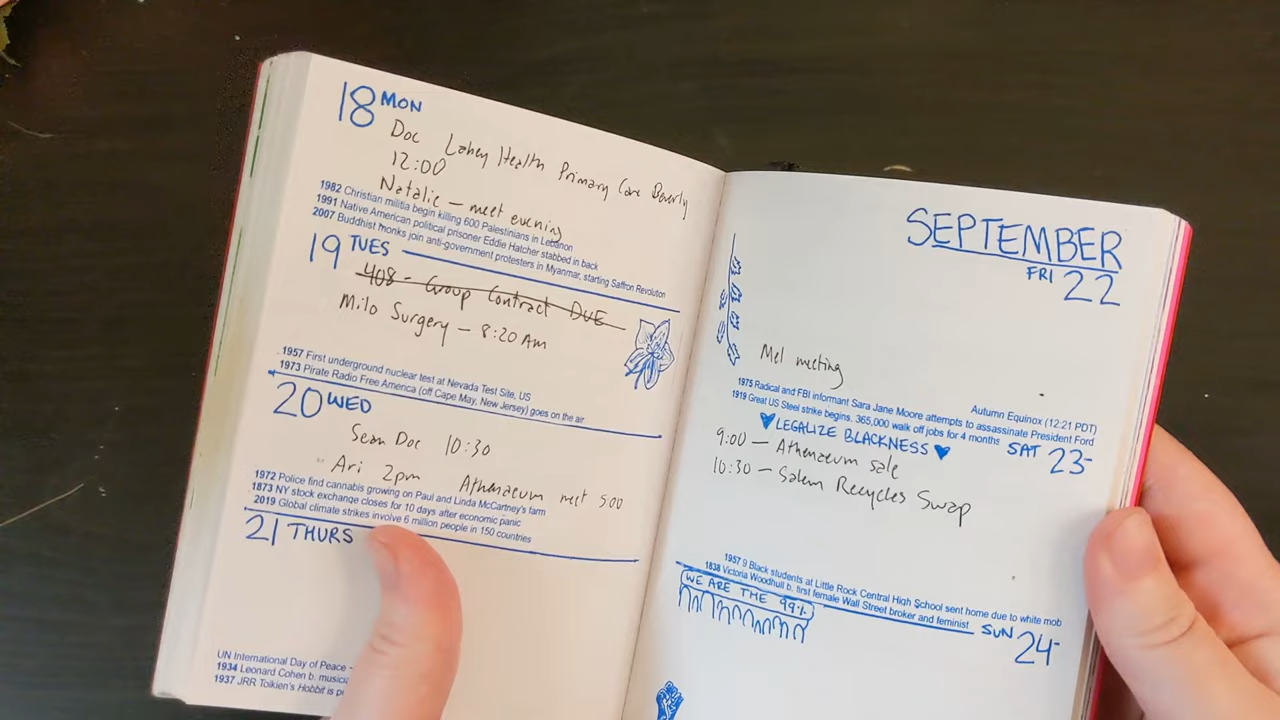 18 MON
Doc Lahey Health Primary Care Beverly
12:00
Natalie - meet evening
1982 Christian militia begin killing 600 Palestinians in Lebanon
1991 Native American political prisoner Eddie Hatcher stabbed in back
2007 Buddhist monks join anti-government protesters in Myanmar, starting Saffron Revolution
19 TUES
408 - Group Contract DUE
Milo Surgery - 8:20 AM
1957 First underground nuclear test at Nevada Test Site, US
1973 Pirate Radio Free America (off Cape May, New Jersey) goes on the air
20 WED
Sean Doc 10:30
Ari 2pm Athenaeum meet 5:00
1972 Police find cannabis growing on Paul and Linda McCartney's farm
1873 NY stock exchange closes for 10 days after economic panic
2019 Global climate strikes involve 6 million people in 150 countries
21 THURS
UN International Day of Peace
1934 Leonard Cohen b.
1937 JRR Tolkien's Hobbit is
SEPTEMBER
FRI 22
Mel meeting
Autumn Equinox (12:21 PDT)
1975 Radical and FBI informant Sara Jane Moore attempts to assassinate President Ford
1919 Great US Steel strike begins, 365,000 walk off jobs for 4 months
LEGALIZE BLACKNESS
SAT 23
9:00 - Athenaeum sale
10:30 - Salem Recycles Swap
1957 9 Black students at Little Rock Central High School sent home due to white mob
1838 Victoria Woodhull b, first female Wall Street broker and feminist
WE ARE THE 99%
SUN 24